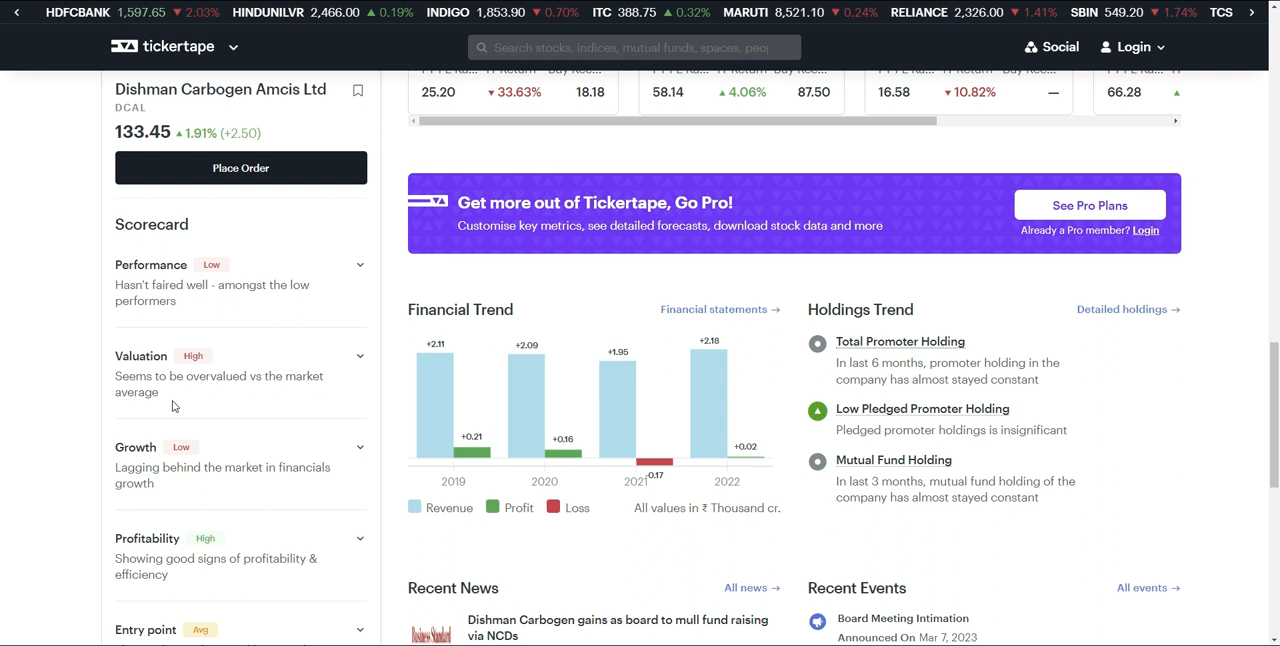 HDFCBANK 1,597.65 ▼ 2.03% HINDUNILVR 2,466.00 ▲ 0.19% INDIGO 1,853.90 ▼ 0.70% ITC 388.75 ▲ 0.32% MARUTI 8,521.10 ▼ 0.24% RELIANCE 2,326.00 ▼ 1.41% SBIN 549.20 ▼ 1.74% TCS
tickertape
Search stocks, indices, mutual funds, spaces,
Social
Login
Dishman Carbogen Amcis Ltd
DCAL
133.45 ▲ 1.91% (+2.50)
Place Order
Scorecard
Performance Low
Hasn't faired well - amongst the low
performers
Valuation High
Seems to be overvalued vs the market
average
Growth Low
Lagging behind the market in financials
growth
Profitability High
Showing good signs of profitability &
efficiency
Entry point Avg
25.20 ▼ 33.63% 18.18
58.14 ▲ 4.06% 87.50
16.58 ▼ 10.82% —
66.28 ▲
Get more out of Tickertape, Go Pro!
Customise key metrics, see detailed forecasts, download stock data and more
See Pro Plans
Already a Pro member? Login
Financial Trend
Financial statements →
+2.11
+0.21
+2.09
+0.16
+1.95
-0.17
+2.18
+0.02
2019
2020
2021
2022
Revenue
Profit
Loss
All values in ₹ Thousand cr.
Holdings Trend
Detailed holdings →
Total Promoter Holding
In last 6 months, promoter holding in the
company has almost stayed constant
Low Pledged Promoter Holding
Pledged promoter holdings is insignificant
Mutual Fund Holding
In last 3 months, mutual fund holding of the
company has almost stayed constant
Recent News
All news →
Business Standard
Dishman Carbogen gains as board to mull fund raising
via NCDs
Recent Events
All events →
Board Meeting Intimation
Announced On Mar 7, 2023